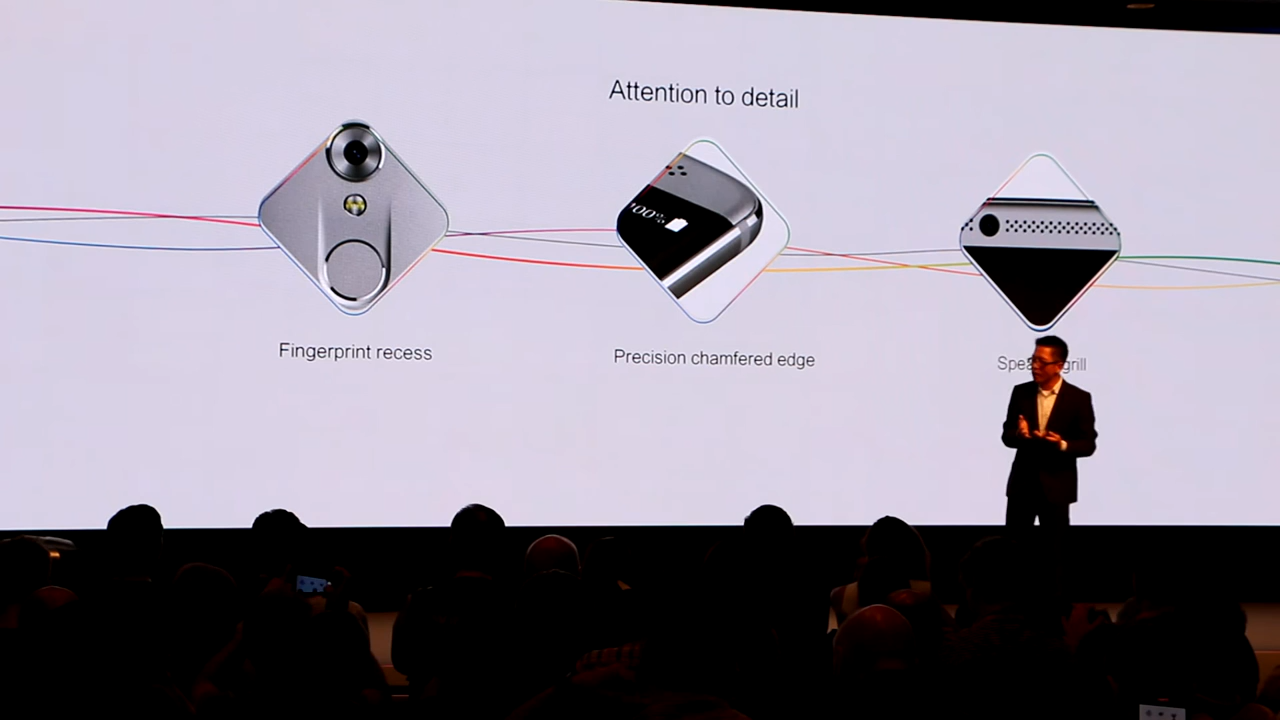 Attention to detail
100%
Fingerprint recess
Precision chamfered edge
grill